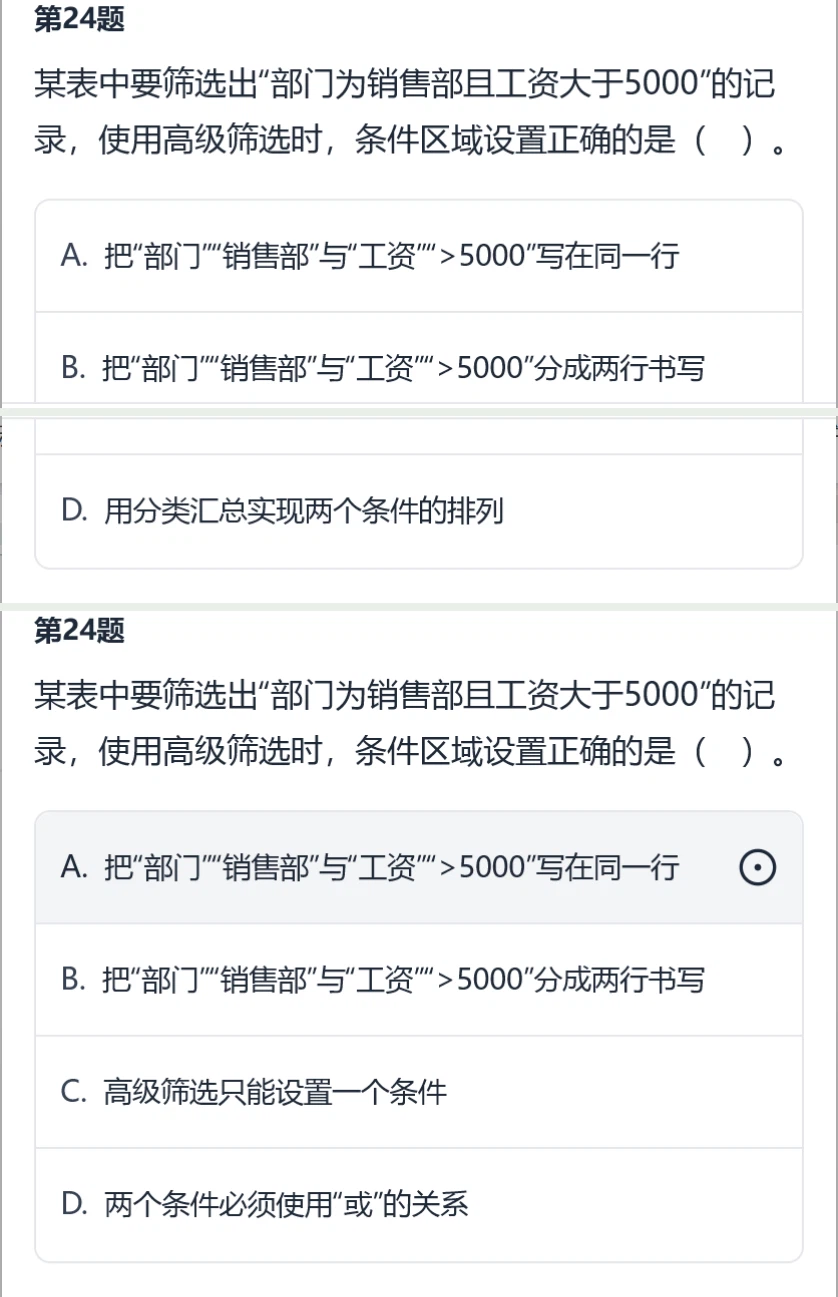 第24题
某表中要筛选出“部门为销售部且工资大于5000”的记
录，使用高级筛选时，条件区域设置正确的是（　）。
A. 把“部门”“销售部”与“工资”“>5000”写在同一行
B. 把“部门”“销售部”与“工资”“>5000”分成两行书写
D. 用分类汇总实现两个条件的排列
第24题
某表中要筛选出“部门为销售部且工资大于5000”的记
录，使用高级筛选时，条件区域设置正确的是（　）。
A. 把“部门”“销售部”与“工资”“>5000”写在同一行
B. 把“部门”“销售部”与“工资”“>5000”分成两行书写
C. 高级筛选只能设置一个条件
D. 两个条件必须使用“或”的关系